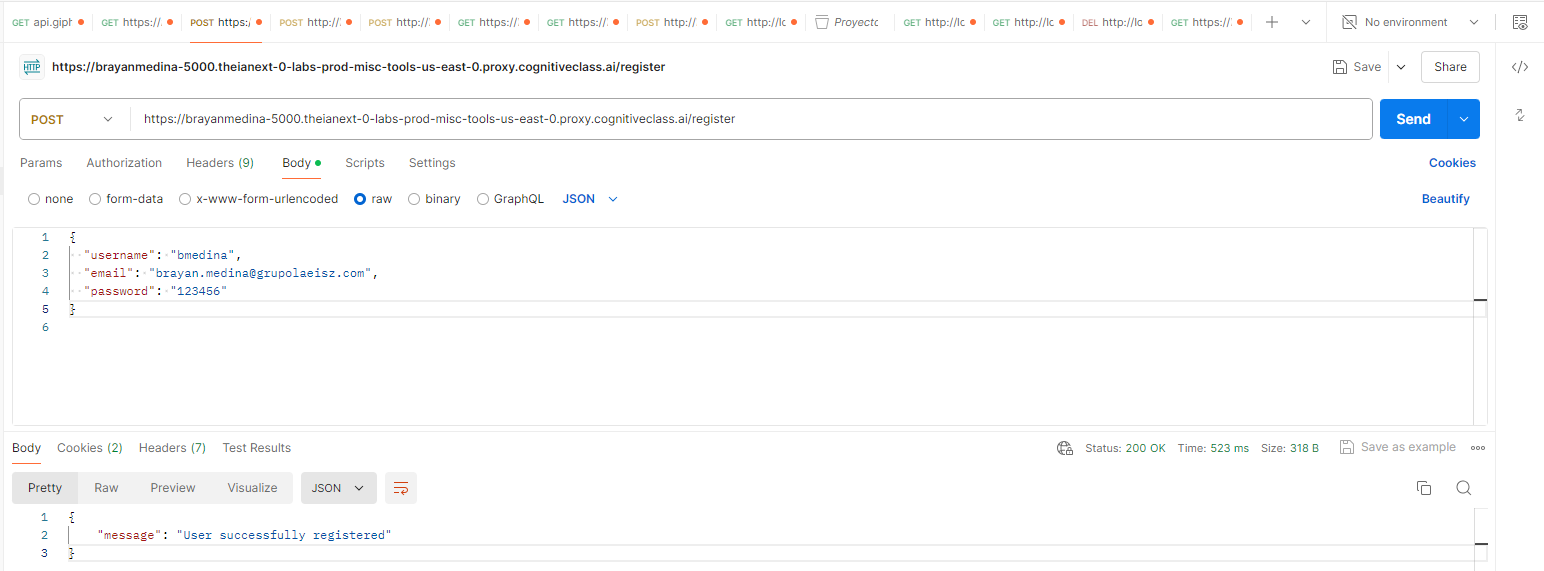 GET api.giph GET https:/. POST https: POST http:/. POST http:/. GET https:/. GET https:/. POST http:/ GET http://lc Proyectc GET http://lc GET http://lc DEL http://lc GET https:// No environment
HTTP https://brayanmedina-5000.theianext-0-labs-prod-misc-tools-us-east-0.proxy.cognitiveclass.ai/register Save Share
POST https://brayanmedina-5000.theianext-0-labs-prod-misc-tools-us-east-0.proxy.cognitiveclass.ai/register Send
Params Authorization Headers (9) Body Scripts Settings Cookies
none form-data x-www-form-urlencoded raw binary GraphQL JSON Beautify
1 {
2 "username": "bmedina",
3 "email": "brayan.medina@grupolaeisz.com",
4 "password": "123456"
5 }
6
Body Cookies (2) Headers (7) Test Results Status: 200 OK Time: 523 ms Size: 318 B Save as example
Pretty Raw Preview Visualize JSON
1 {
2 "message": "User successfully registered"
3 }